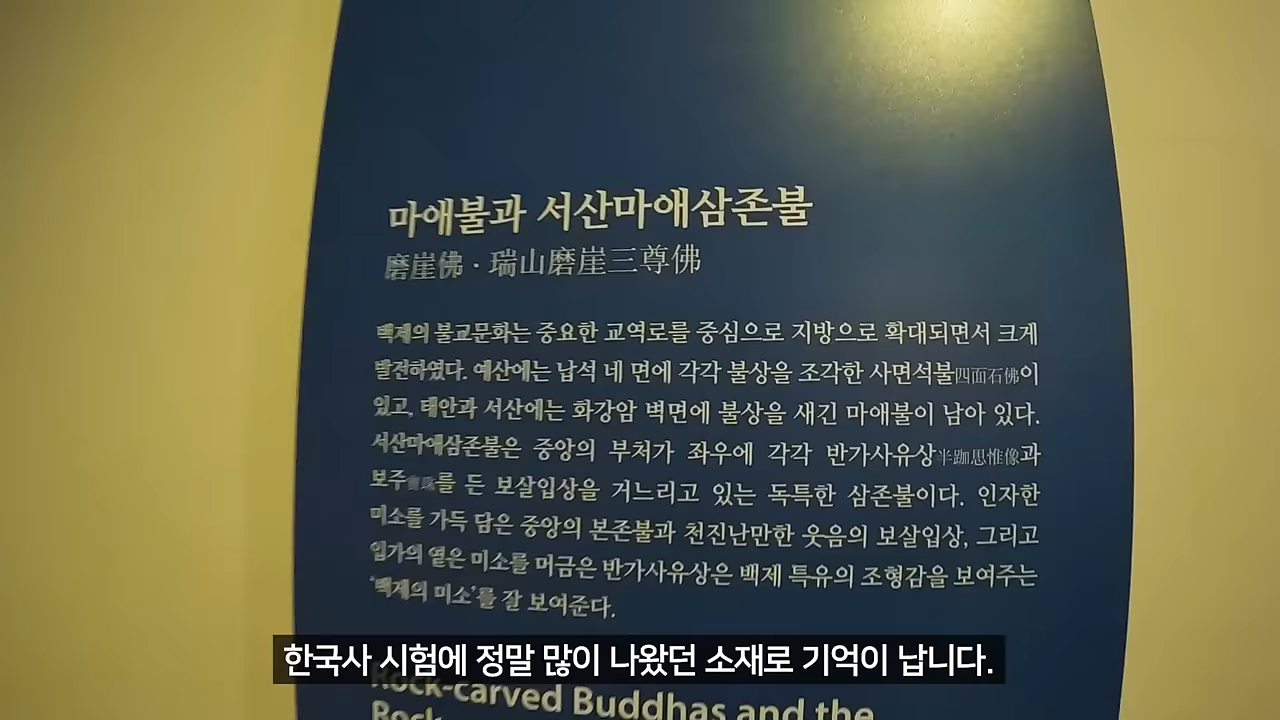 마애불과 서산마애삼존불
磨崖佛·瑞山磨崖三尊佛
백제의 불교문화는 중요한 교역로를 중심으로 지방으로 확대되면서 크게
발전하였다. 예산에는 납석 네 면에 각각 불상을 조각한 사면석불四面石佛이
있고, 태안과 서산에는 화강암 벽면에 불상을 새긴 마애불이 남아 있다.
서산마애삼존불은 중앙의 부처가 좌우에 각각 반가사유상半跏思惟像과
보주寶珠를 든 보살입상을 거느리고 있는 독특한 삼존불이다. 인자한
미소를 가득 담은 중앙의 본존불과 천진난만한 웃음의 보살입상, 그리고
입가의 옅은 미소를 머금은 반가사유상은 백제 특유의 조형감을 보여주는
‘백제의 미소’를 잘 보여준다.
한국사 시험에 정말 많이 나왔던 소재로 기억이 납니다.
Rock-carved Buddhas and the
Rock-